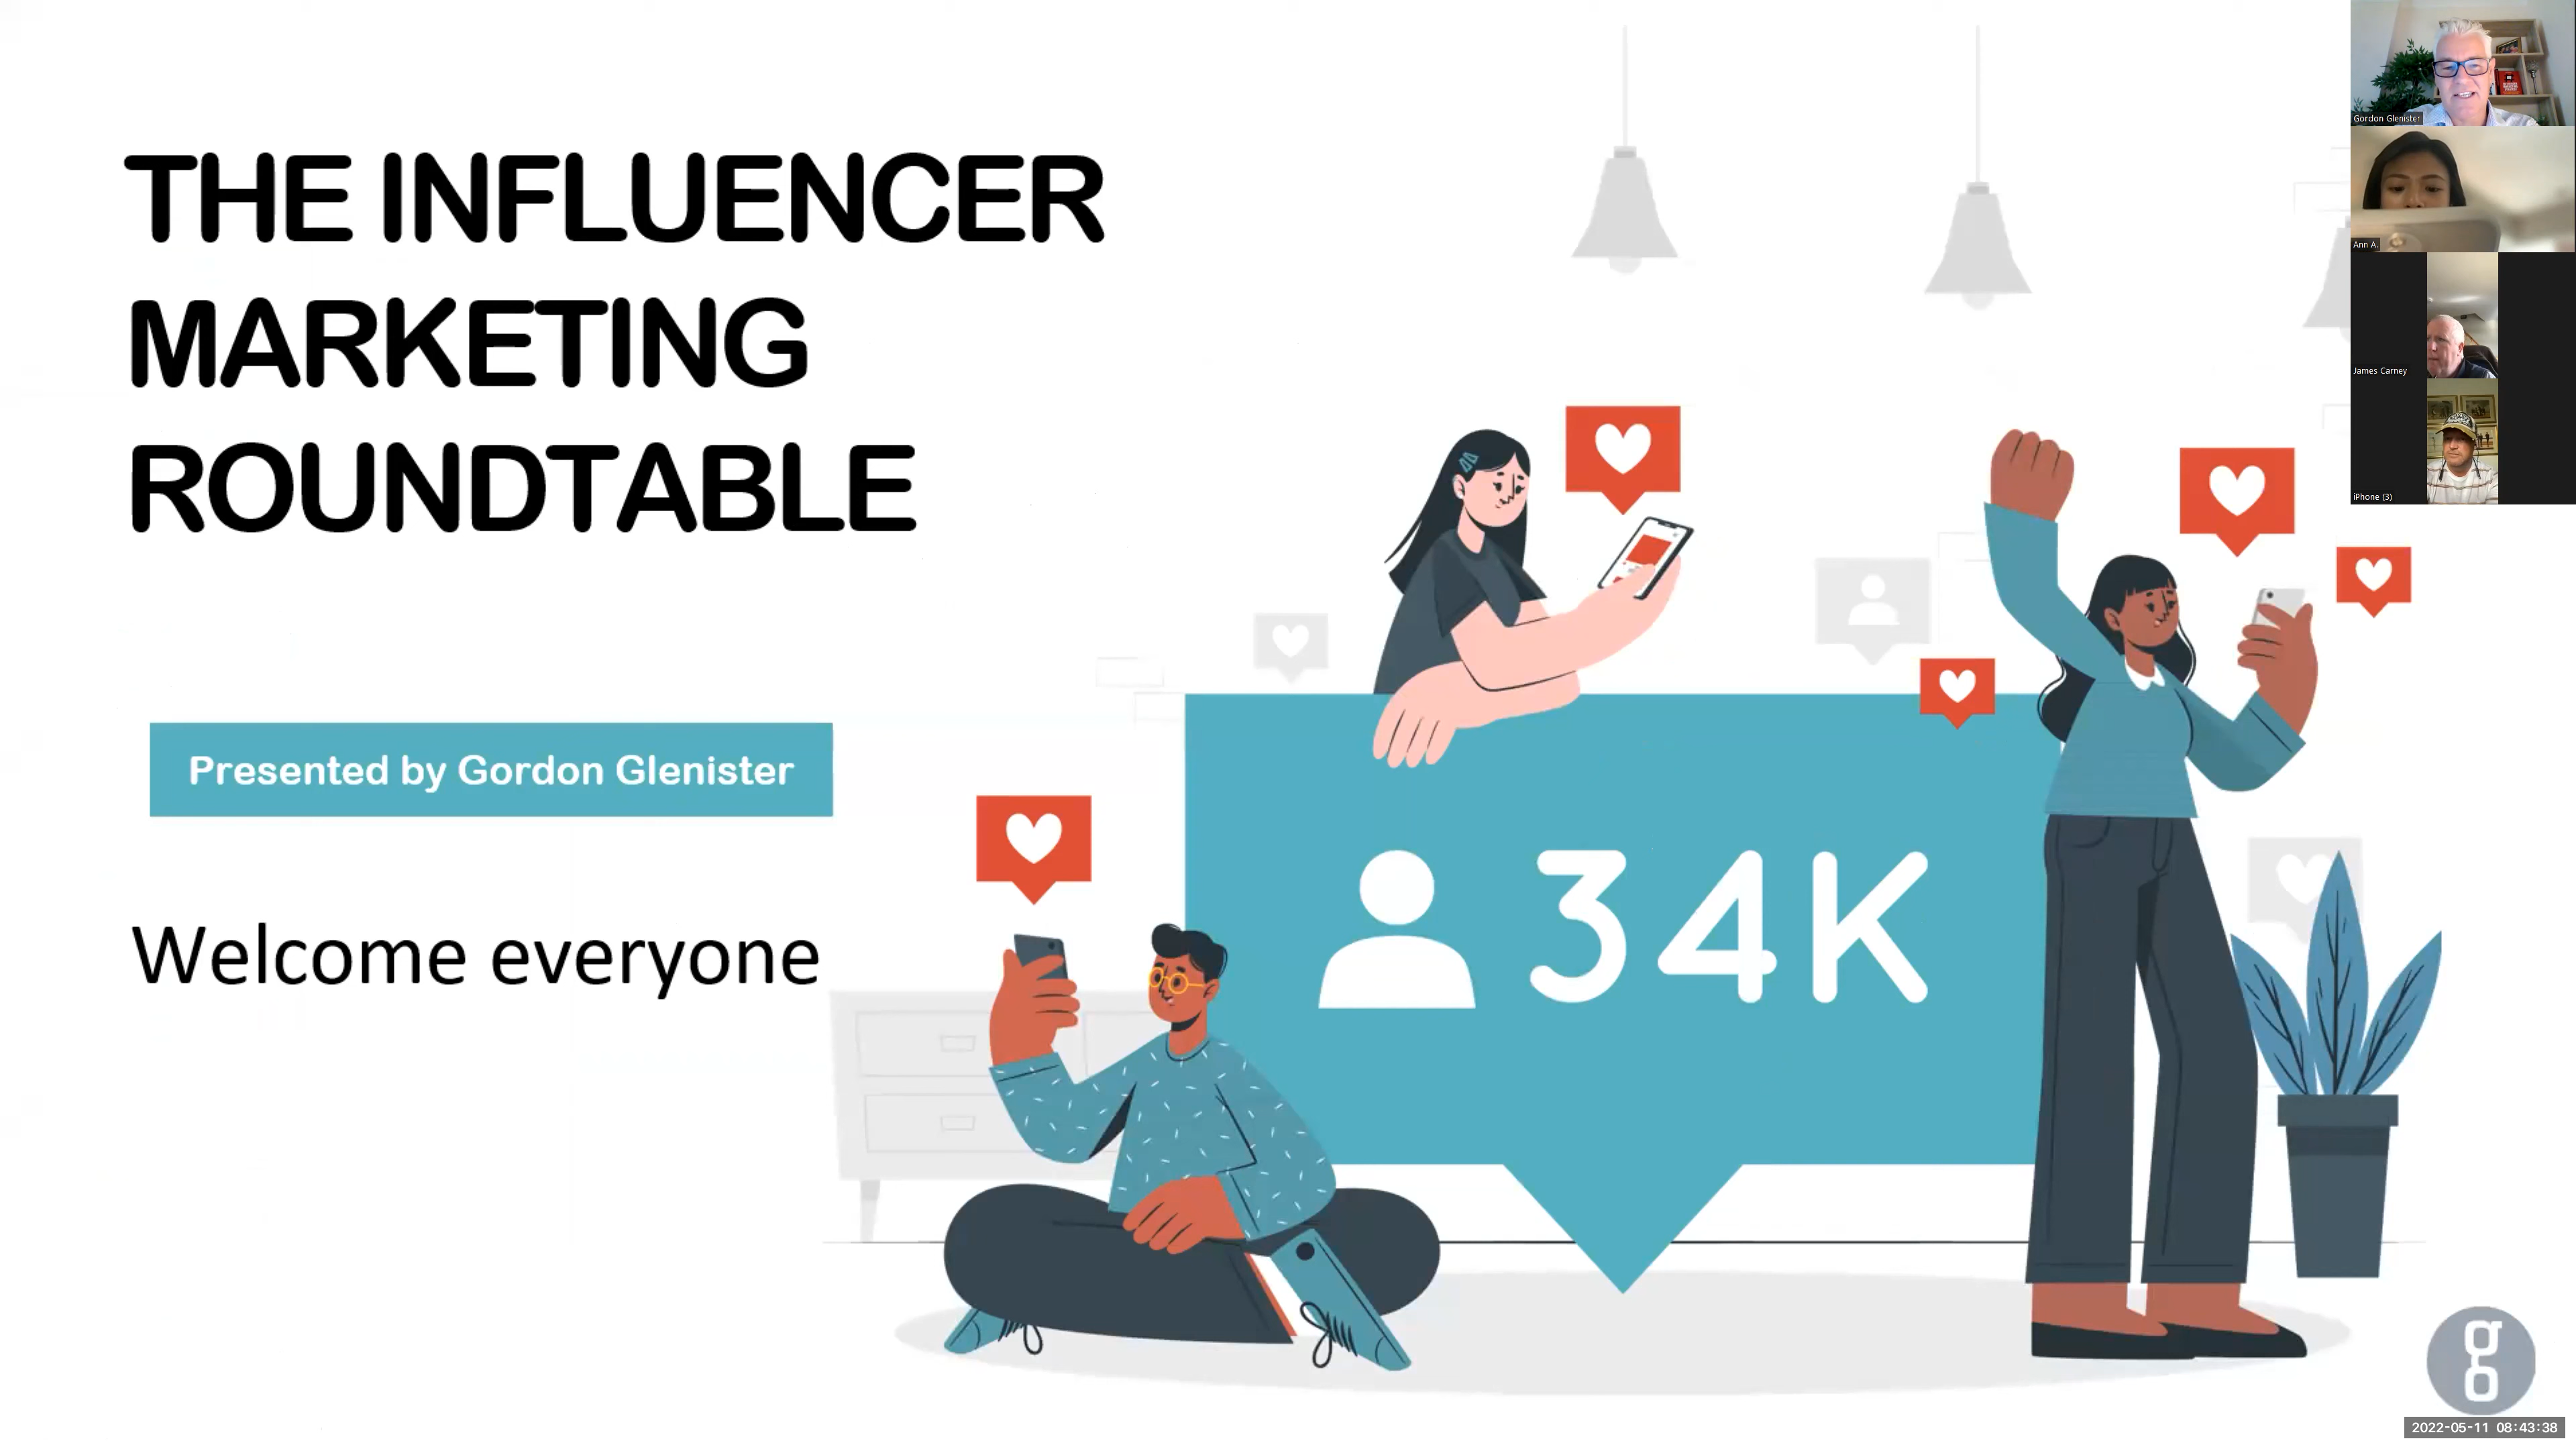 THE INFLUENCER
MARKETING
ROUNDTABLE
Presented by Gordon Glenister
Welcome everyone
34K
Gordon Glenister
Ann A.
James Carney
iPhone (3)
go
2022-05-11 08:43:38